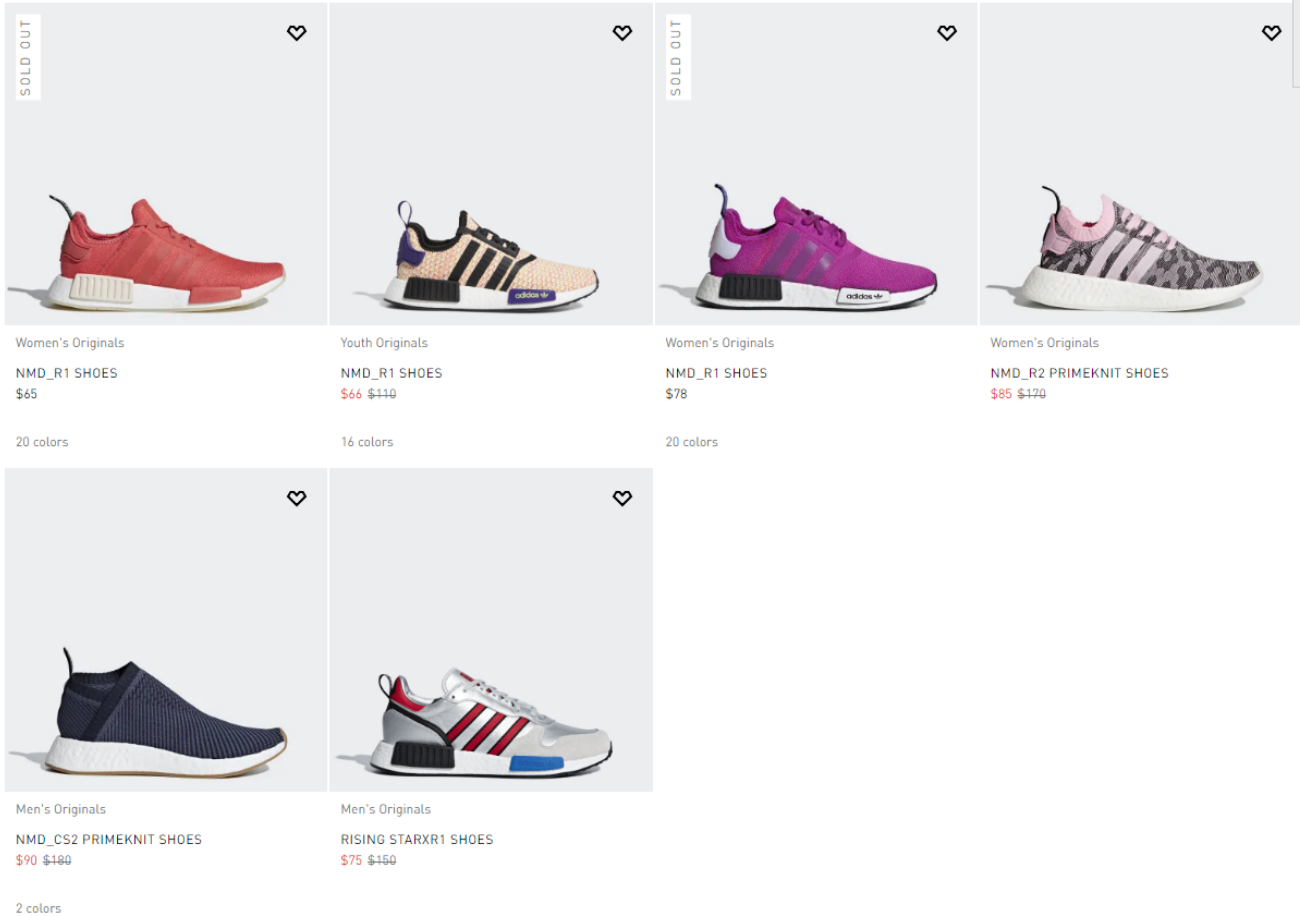 SOLD OUT
SOLD OUT
adidas
adidas
Women's Originals
NMD_R1 SHOES
$65
20 colors
Youth Originals
NMD_R1 SHOES
$66 $110
16 colors
Women's Originals
NMD_R1 SHOES
$78
20 colors
Women's Originals
NMD_R2 PRIMEKNIT SHOES
$85 $170
Men's Originals
NMD_CS2 PRIMEKNIT SHOES
$90 $180
2 colors
Men's Originals
RISING STARXR1 SHOES
$75 $150